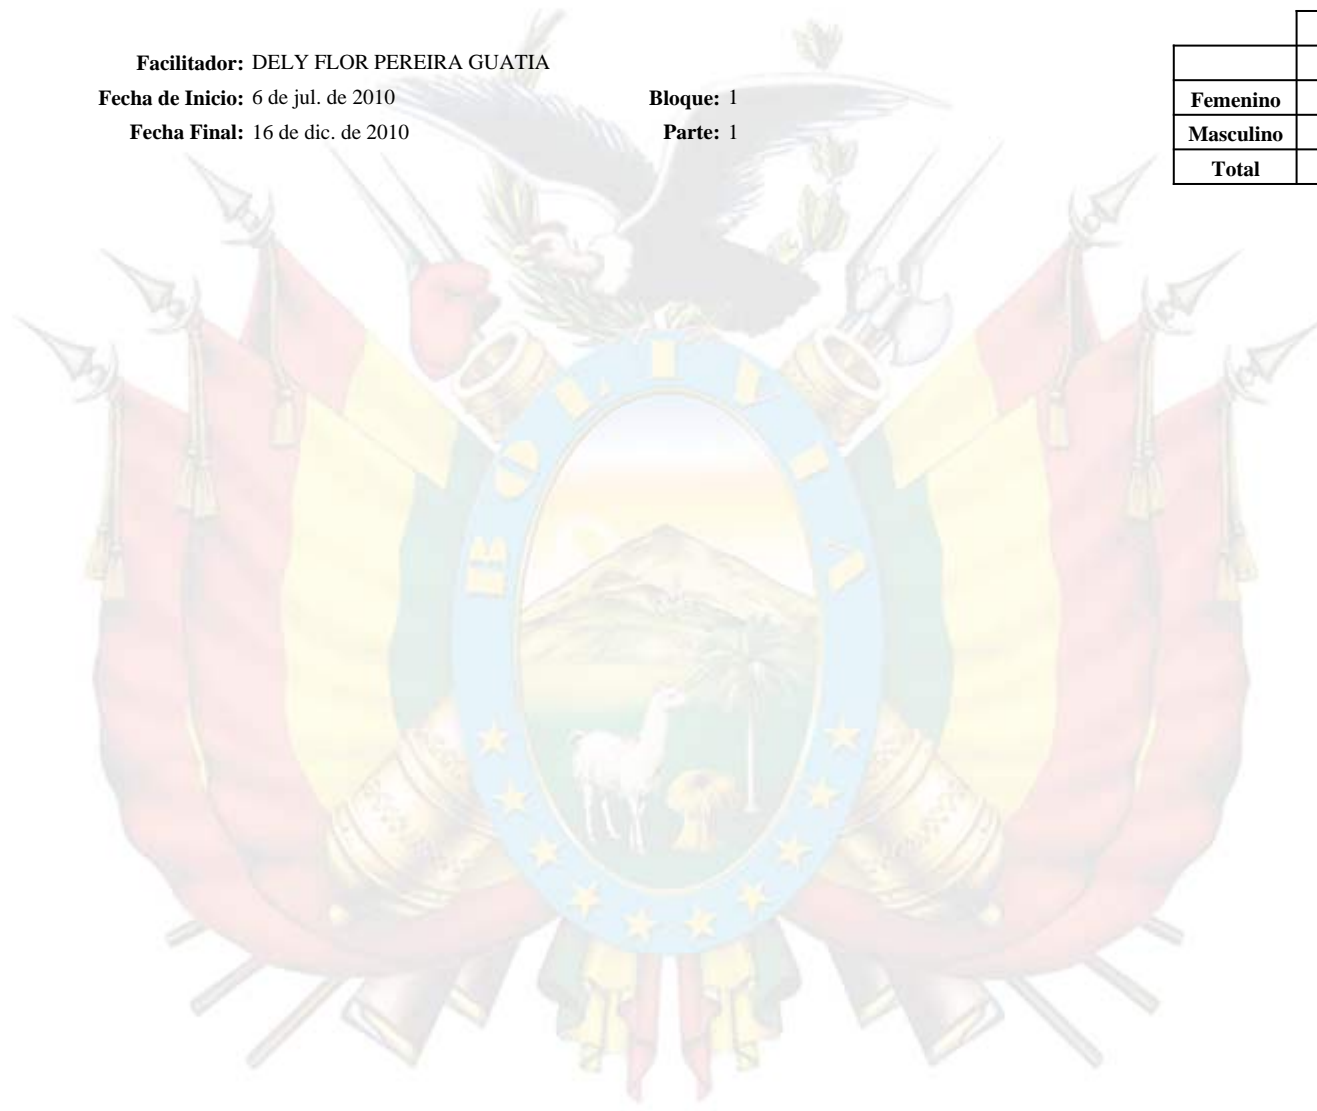 Facilitador: DELY FLOR PEREIRA GUATIA
Fecha de Inicio: 6 de jul. de 2010 Bloque: 1
Fecha Final: 16 de dic. de 2010 Parte: 1
Femenino
Masculino
Total
BOLIVIA